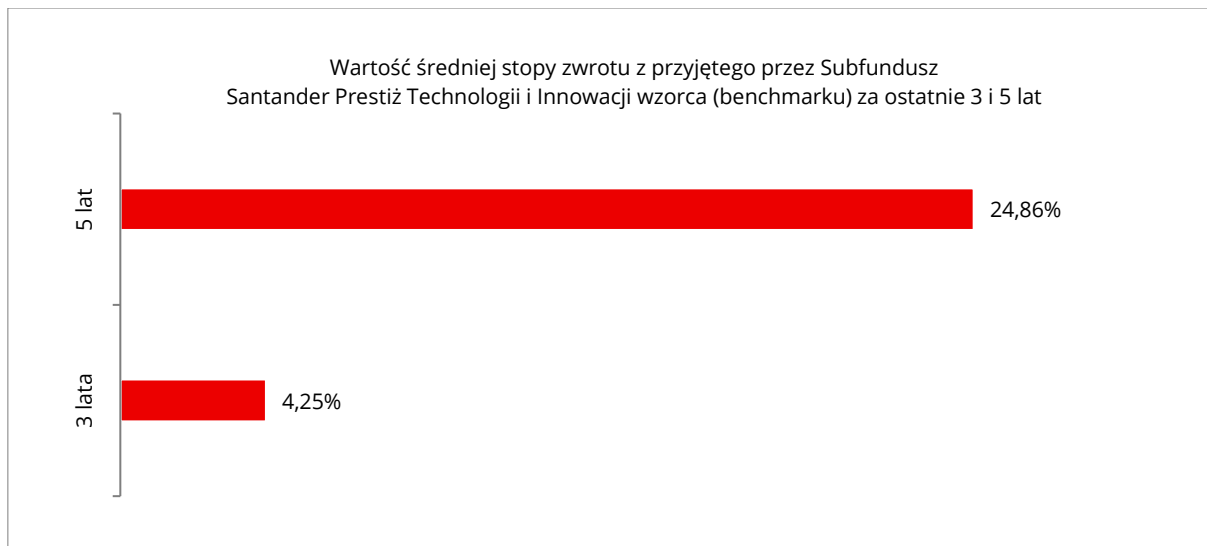 Wartość średniej stopy zwrotu z przyjętego przez Subfundusz
Santander Prestiż Technologii i Innowacji wzorca (benchmarku) za ostatnie 3 i 5 lat
5 lat
24,86%
3 lata
4,25%